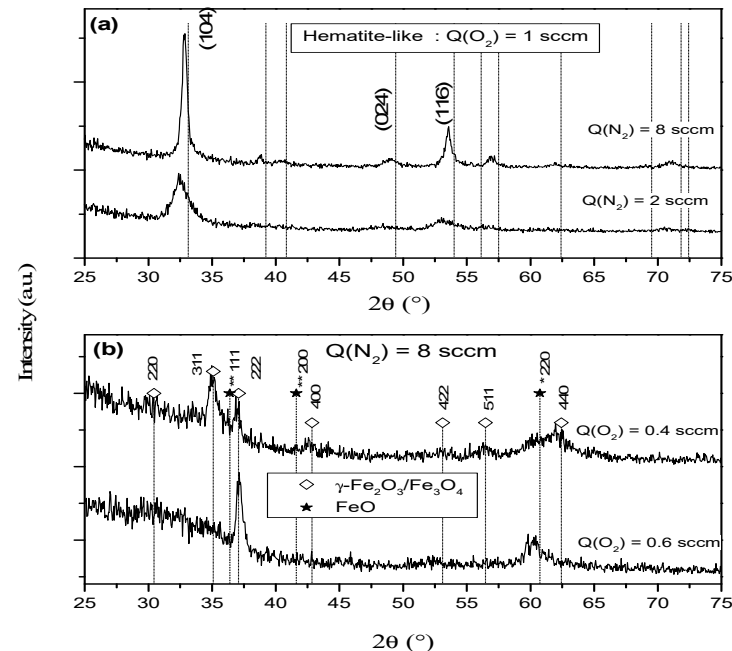 (a)
(104)
Hematite-like : Q(O₂) = 1 sccm
(024)
(116)
Q(N₂) = 8 sccm
Q(N₂) = 2 sccm
25 30 35 40 45 50 55 60 65 70 75
2θ (°)
Intensity (a.u.)
(b)
Q(N₂) = 8 sccm
220
311
** 111
222
** 200
400
422
511
* 220
440
Q(O₂) = 0.4 sccm
γ-Fe₂O₃/Fe₃O₄
FeO
Q(O₂) = 0.6 sccm
25 30 35 40 45 50 55 60 65 70 75
2θ (°)